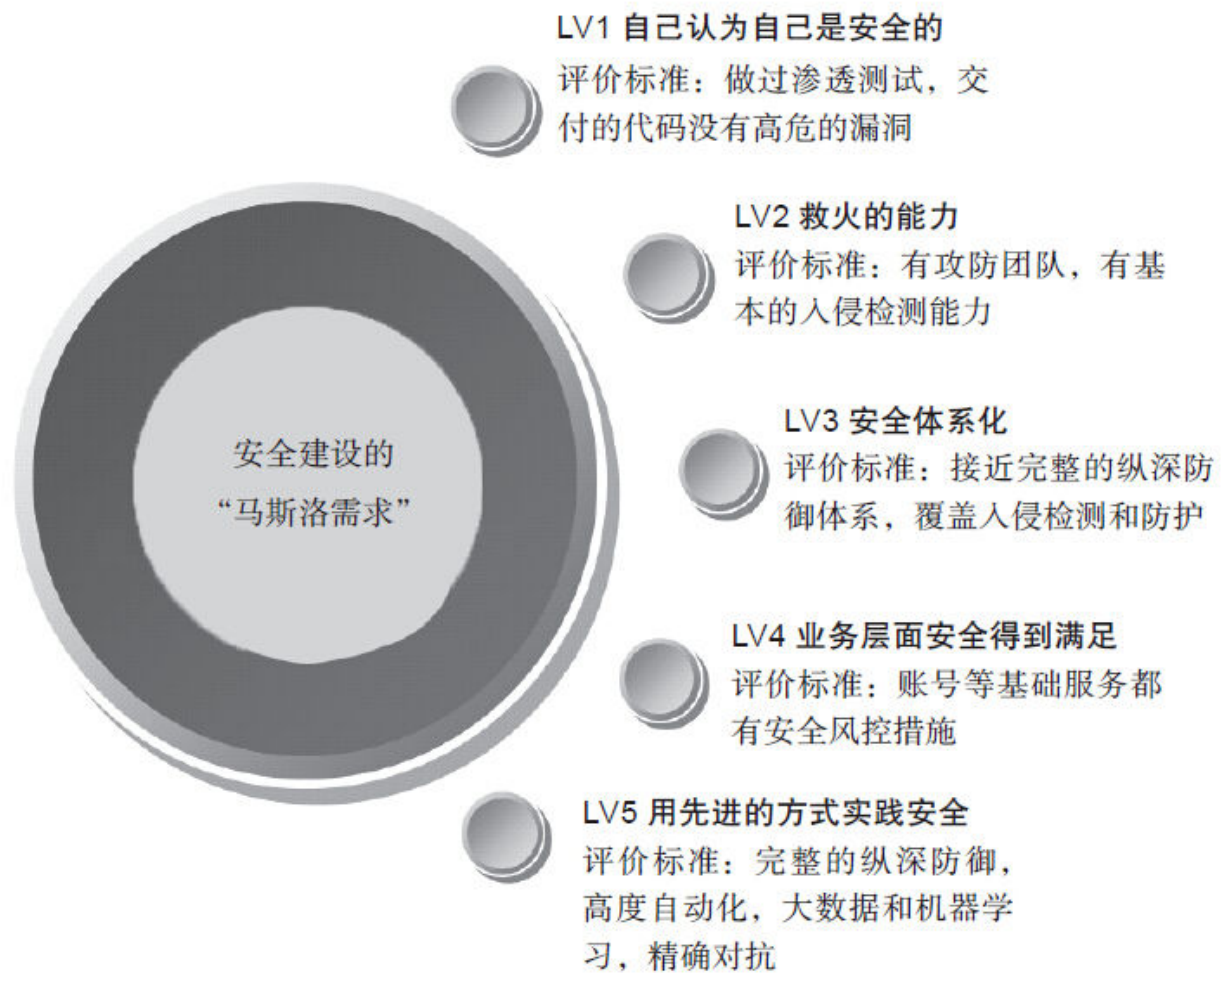 LV1 自己认为自己是安全的
评价标准：做过渗透测试，交
付的代码没有高危的漏洞
LV2 救火的能力
评价标准：有攻防团队，有基
本的入侵检测能力
LV3 安全体系化
评价标准：接近完整的纵深防
御体系，覆盖入侵检测和防护
安全建设的
“马斯洛需求”
LV4 业务层面安全得到满足
评价标准：账号等基础服务都
有安全风控措施
LV5 用先进的方式实践安全
评价标准：完整的纵深防御，
高度自动化，大数据和机器学
习，精确对抗